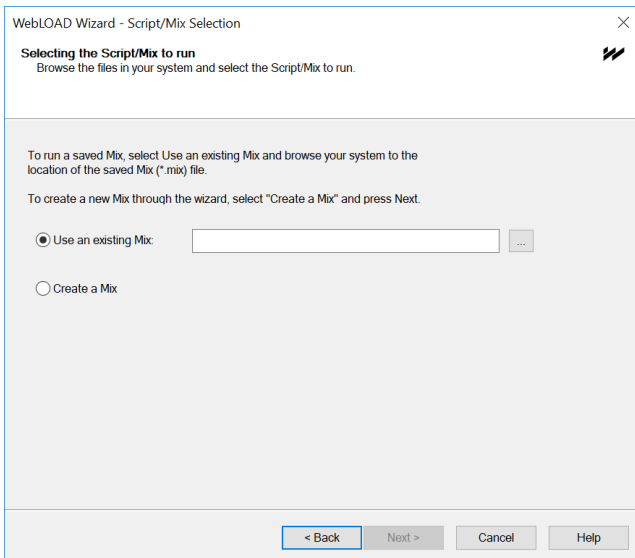 WebLOAD Wizard - Script/Mix Selection
Selecting the Script/Mix to run
Browse the files in your system and select the Script/Mix to run.
To run a saved Mix, select Use an existing Mix and browse your system to the
location of the saved Mix (*.mix) file.
To create a new Mix through the wizard, select "Create a Mix" and press Next.
Use an existing Mix:
...
Create a Mix
< Back
Next >
Cancel
Help